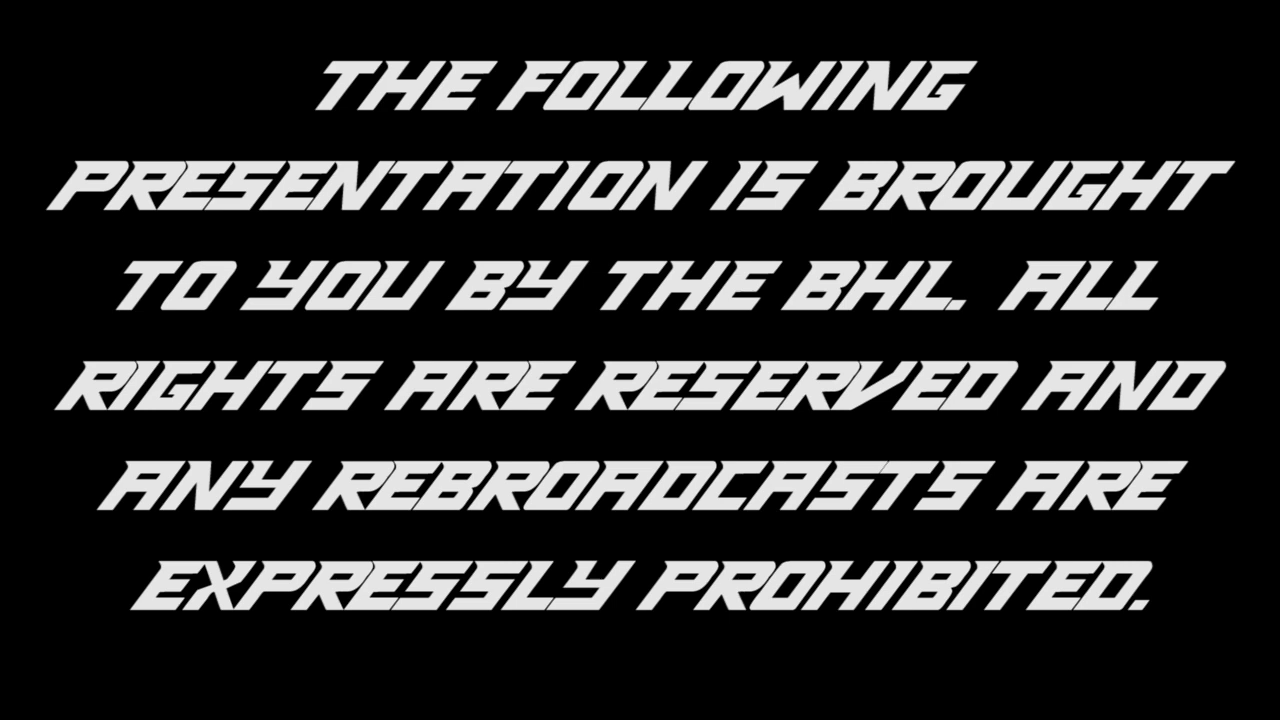 THE FOLLOWING
PRESENTATION IS BROUGHT
TO YOU BY THE BHL. ALL
RIGHTS ARE RESERVED AND
ANY REBROADCASTS ARE
EXPRESSLY PROHIBITED.